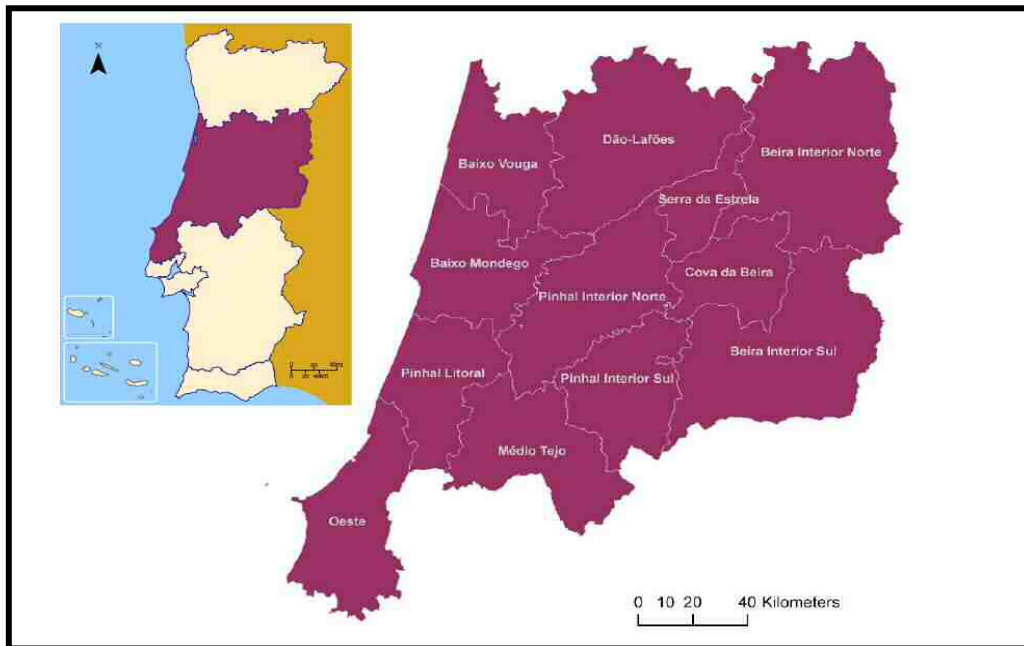 N
Dão-Lafões
Beira Interior Norte
Baixo Vouga
Serra da Estrela
Baixo Mondego
Cova da Beira
Pinhal Interior Norte
Beira Interior Sul
Pinhal Litoral
Pinhal Interior Sul
Médio Tejo
Oeste
0 10 20 40 Kilometers